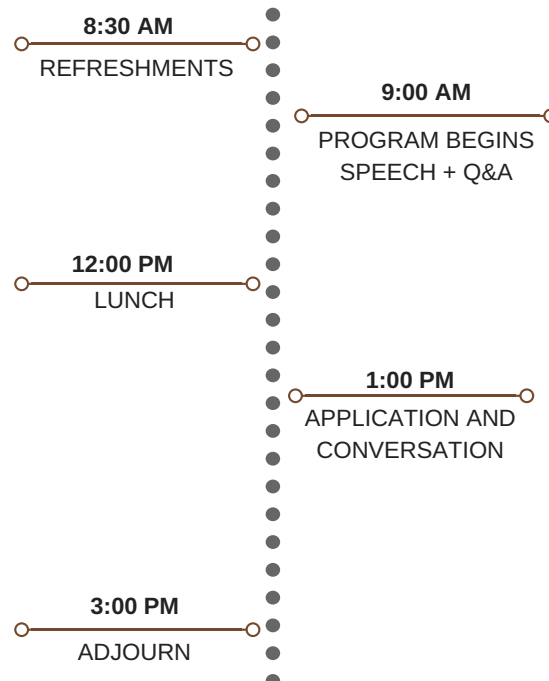 8:30 AM
REFRESHMENTS
9:00 AM
PROGRAM BEGINS
SPEECH + Q&A
12:00 PM
LUNCH
1:00 PM
APPLICATION AND
CONVERSATION
3:00 PM
ADJOURN